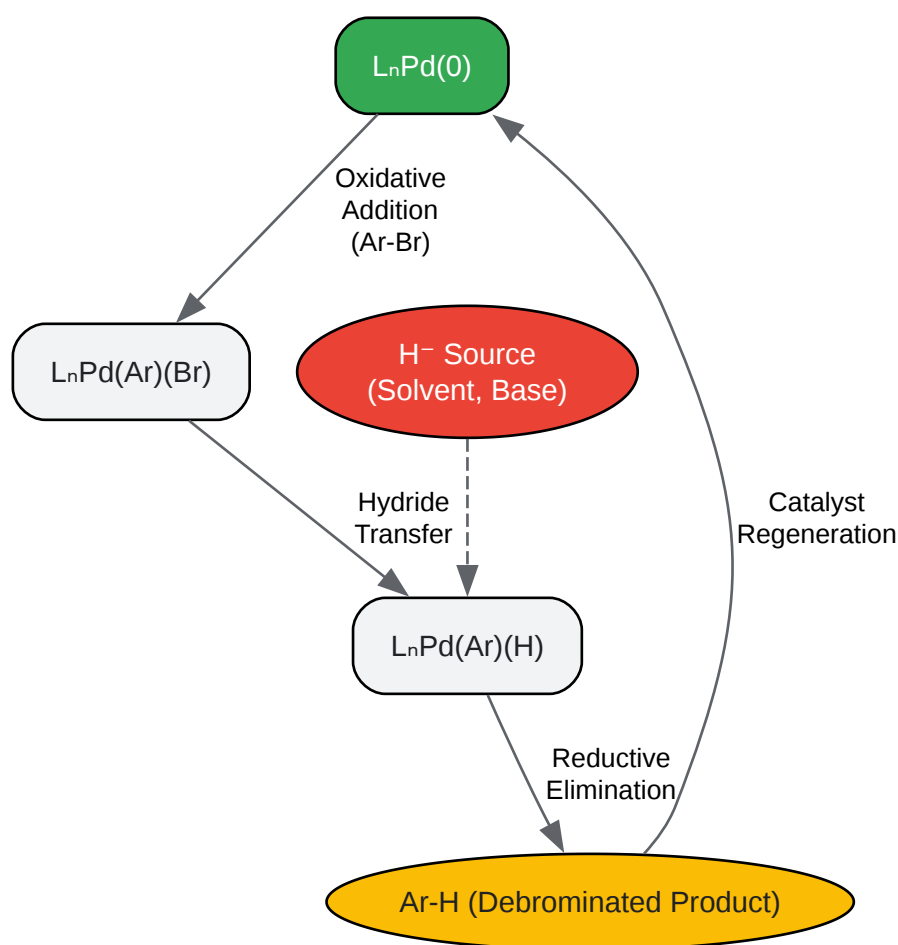 LₙPd(0)
Oxidative
Addition
(Ar-Br)
LₙPd(Ar)(Br)
H⁻ Source
(Solvent, Base)
Hydride
Transfer
Catalyst
Regeneration
LₙPd(Ar)(H)
Reductive
Elimination
Ar-H (Debrominated Product)